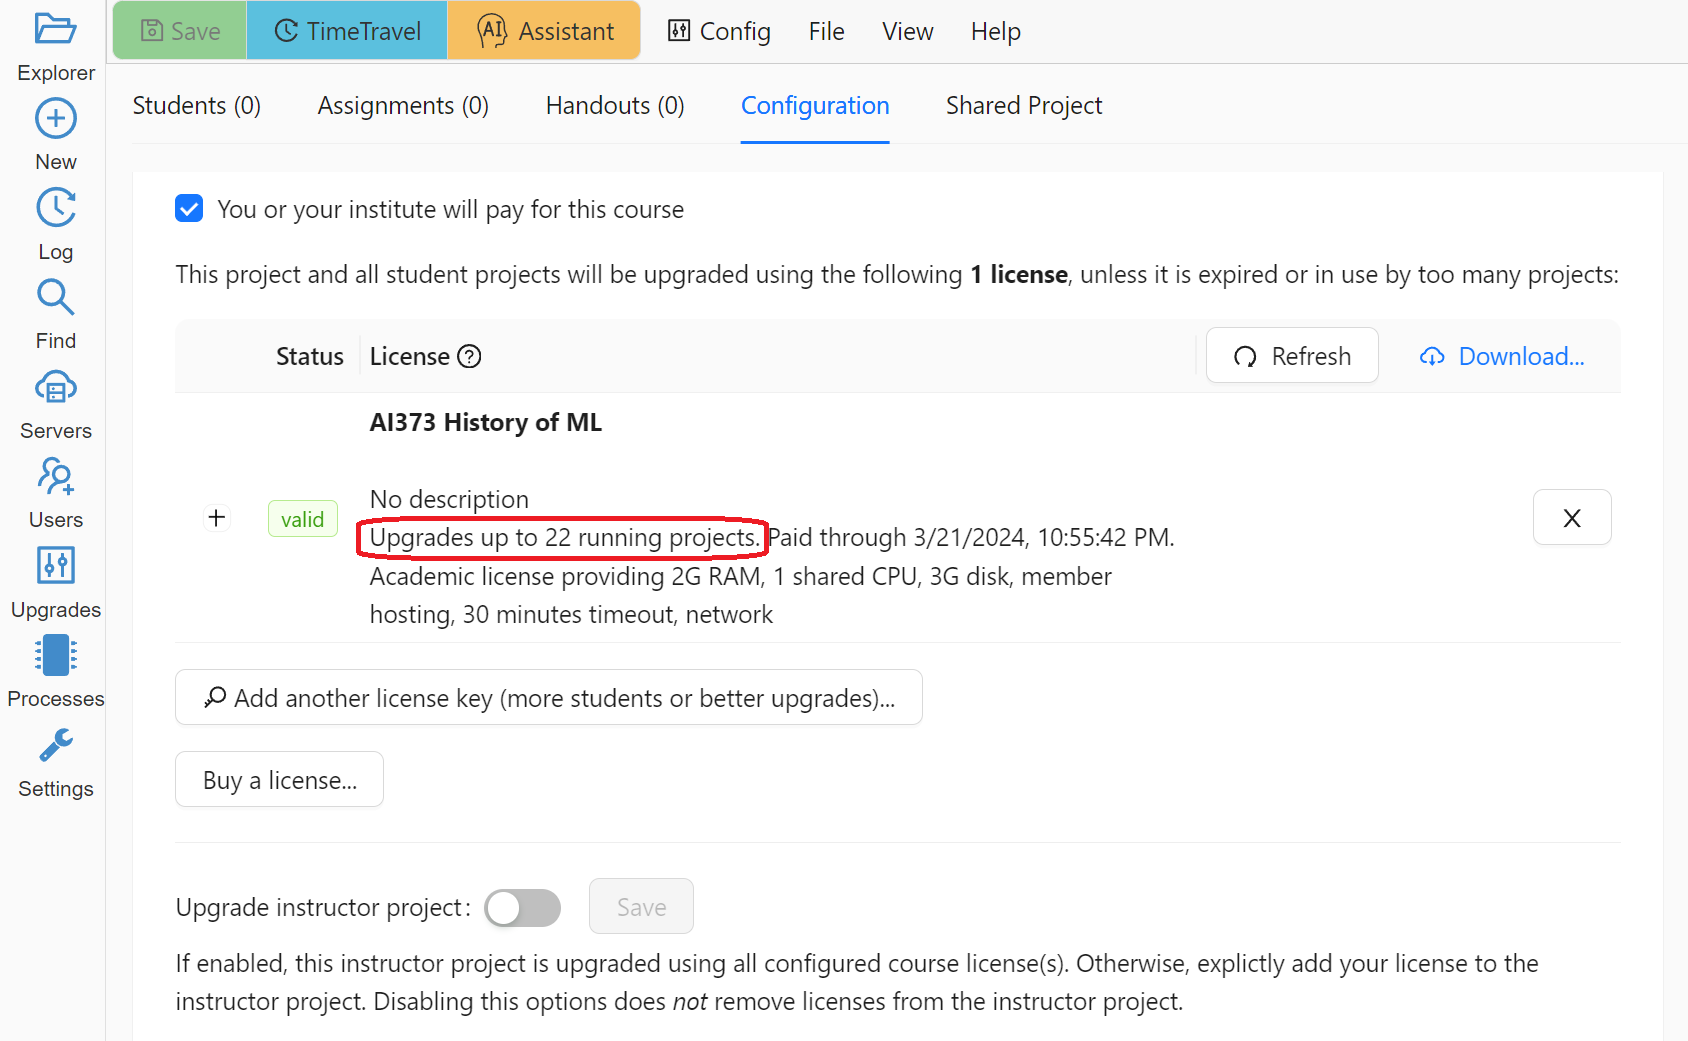 Save TimeTravel Assistant Config File View Help
Explorer
New
Log
Find
Servers
Users
Upgrades
Processes
Settings
Students (0) Assignments (0) Handouts (0) Configuration Shared Project
You or your institute will pay for this course
This project and all student projects will be upgraded using the following 1 license, unless it is expired or in use by too many projects:
Status License Refresh Download...
AI373 History of ML
No description
valid
Upgrades up to 22 running projects. Paid through 3/21/2024, 10:55:42 PM.
X
Academic license providing 2G RAM, 1 shared CPU, 3G disk, member
hosting, 30 minutes timeout, network
Add another license key (more students or better upgrades)...
Buy a license...
Upgrade instructor project: Save
If enabled, this instructor project is upgraded using all configured course license(s). Otherwise, explictly add your license to the
instructor project. Disabling this options does not remove licenses from the instructor project.